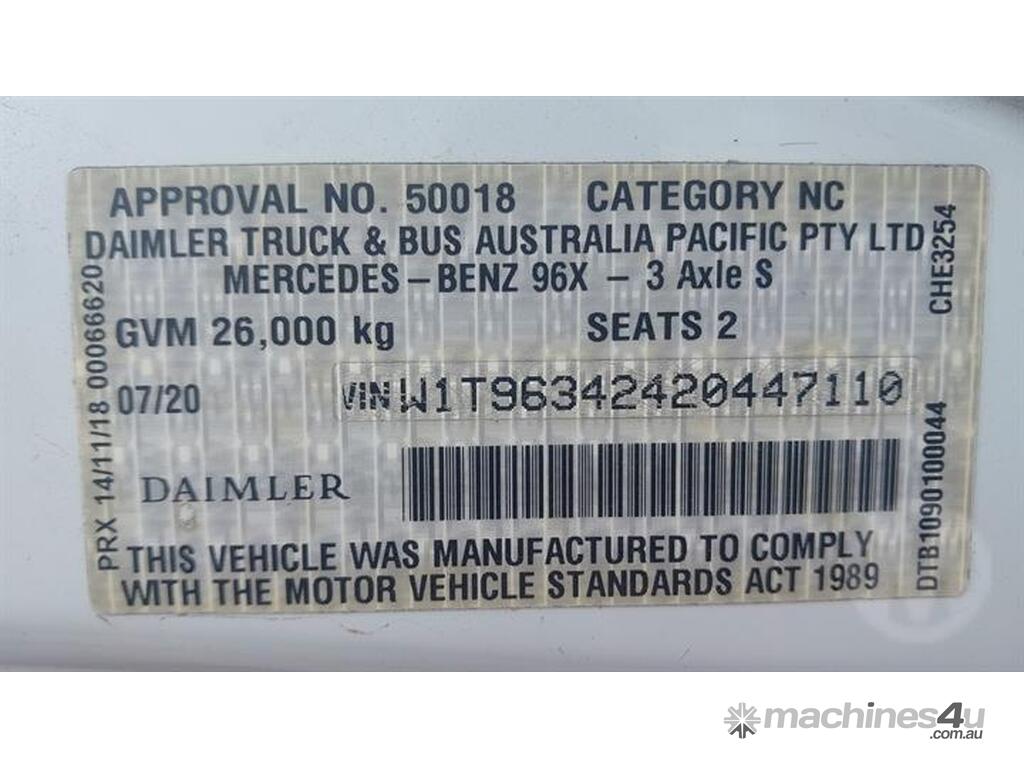 APPROVAL NO. 50018 CATEGORY NC
DAIMLER TRUCK & BUS AUSTRALIA PACIFIC PTY LTD
MERCEDES-BENZ 96X - 3 Axle S
GVM 26,000 kg SEATS 2
07/20 VIN W1T96342420447110
DAIMLER
THIS VEHICLE WAS MANUFACTURED TO COMPLY
WITH THE MOTOR VEHICLE STANDARDS ACT 1989
PRX 14/11/18 00066620
DTB1090100044 CHE3254
machines4u
.com.au